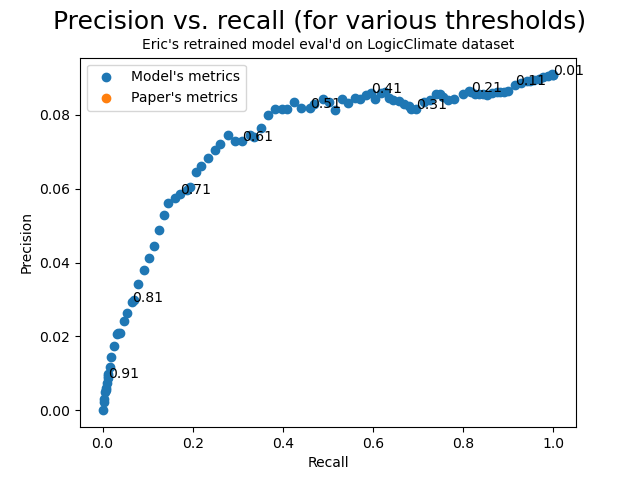 Precision vs. recall (for various thresholds)
Eric's retrained model eval'd on LogicClimate dataset
Model's metrics
Paper's metrics
0.01
0.11
0.21
0.31
0.41
0.51
0.61
0.71
0.81
0.91
Precision
0.08
0.06
0.04
0.02
0.00
0.0 0.2 0.4 0.6 0.8 1.0
Recall